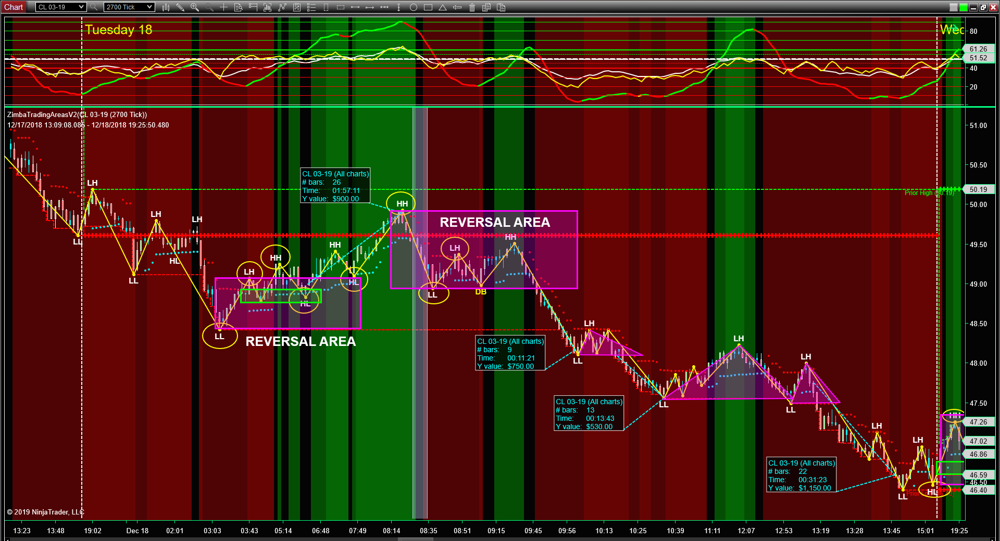 Chart CL 03-19 2700 Tick
Tuesday 18
Wed
80
61.26
51.52
40
20
ZimbaTradingAreasV2(CL 03-19 (2700 Tick))
12/17/2018 13:09:08.085 - 12/18/2018 19:25:50.480
51.00
50.50
50.19
50.00
49.50
49.00
48.50
48.00
47.50
47.26
47.02
46.86
46.59
46.50
46.40
Prior High (50.19)
CL 03-19 (All charts)
# bars: 26
Time: 01:57:11
Y value: $900.00
LH
LL
LH
LL
LH
HL
LL
LH
HH
HL
HH
HL
HH
REVERSAL AREA
REVERSAL AREA
LL
LH
DB
HH
CL 03-19 (All charts)
# bars: 9
Time: 00:11:21
Y value: $750.00
LH
LL
CL 03-19 (All charts)
# bars: 13
Time: 00:13:43
Y value: $530.00
LL
LH
LL
LH
CL 03-19 (All charts)
# bars: 22
Time: 00:31:23
Y value: $1,150.00
LH
LL
LH
HL
HH
© 2019 NinjaTrader, LLC
13:23 13:48 19:02 Dec 18 02:01 03:03 03:43 05:14 06:48 07:49 08:14 08:35 08:51 09:15 09:45 09:56 10:13 10:25 10:39 11:11 12:07 12:53 13:19 13:28 13:45 15:01 19:25